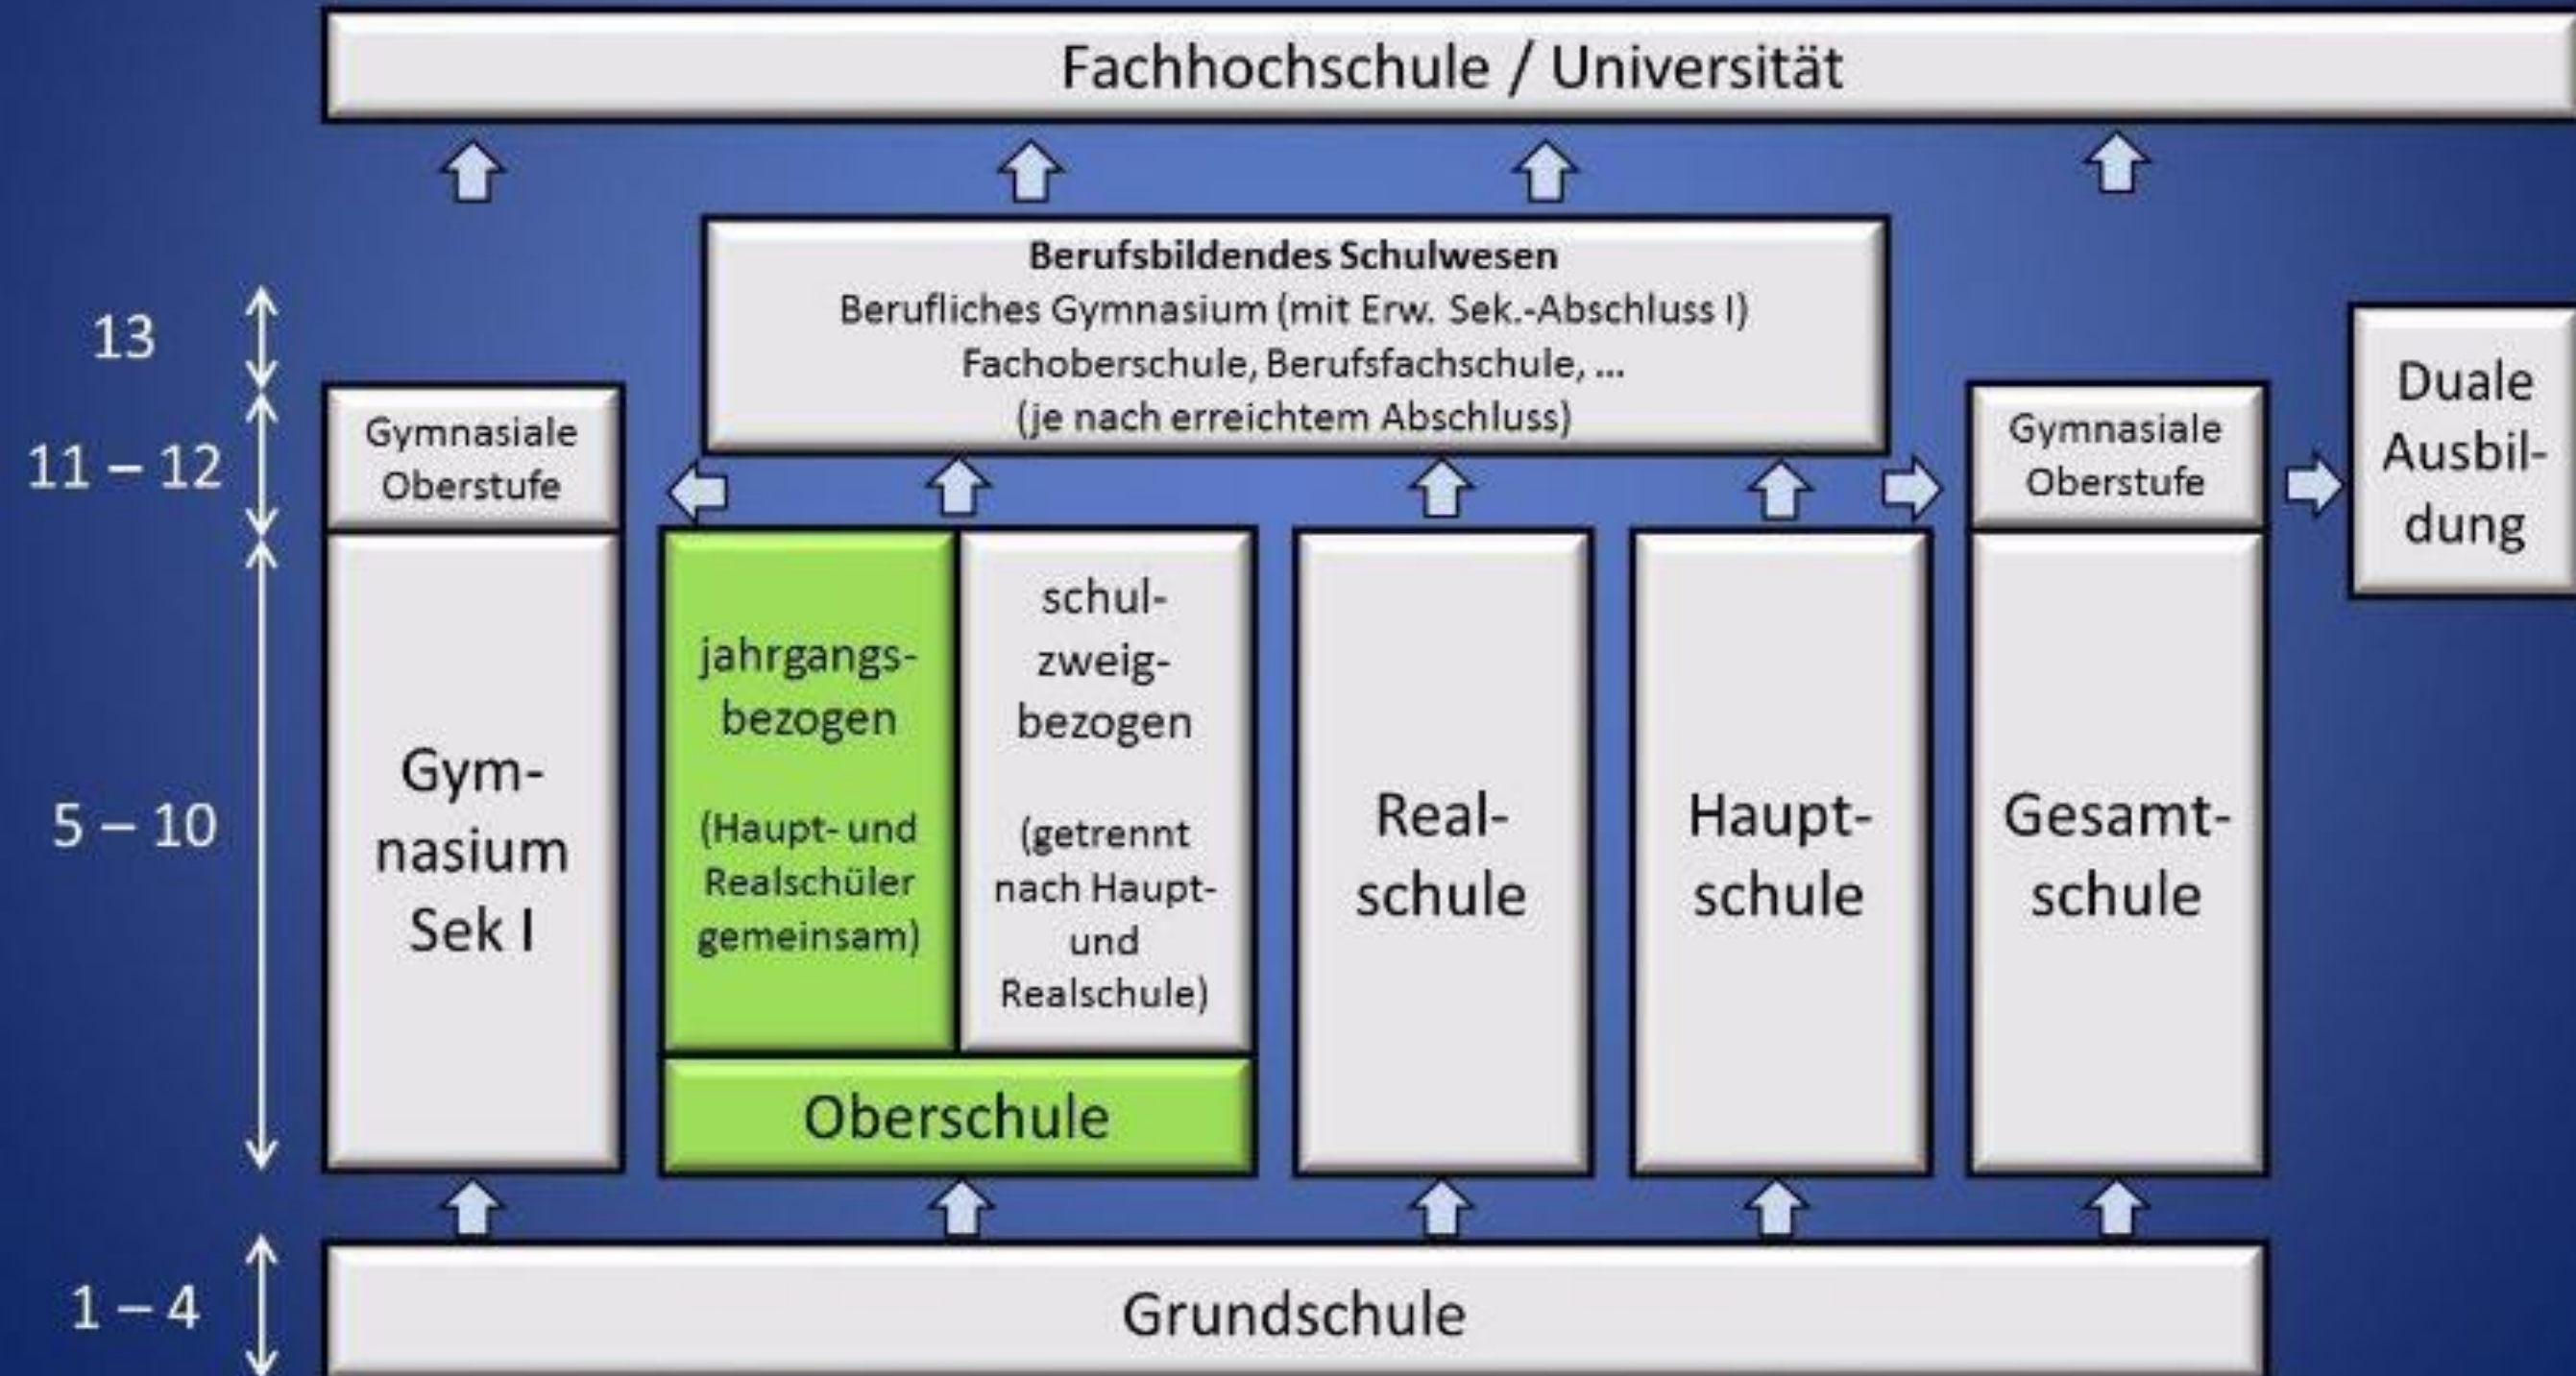 Fachhochschule / Universität
Berufsbildendes Schulwesen
Berufliches Gymnasium (mit Erw. Sek.-Abschluss I)
Fachoberschule, Berufsfachschule, ...
(je nach erreichtem Abschluss)
13
11 – 12
5 – 10
1 – 4
Gymnasiale
Oberstufe
Gym-
nasium
Sek I
jahrgangs-
bezogen
(Haupt- und
Realschüler
gemeinsam)
schul-
zweig-
bezogen
(getrennt
nach Haupt-
und
Realschule)
Oberschule
Real-
schule
Haupt-
schule
Gymnasiale
Oberstufe
Gesamt-
schule
Duale
Ausbil-
dung
Grundschule